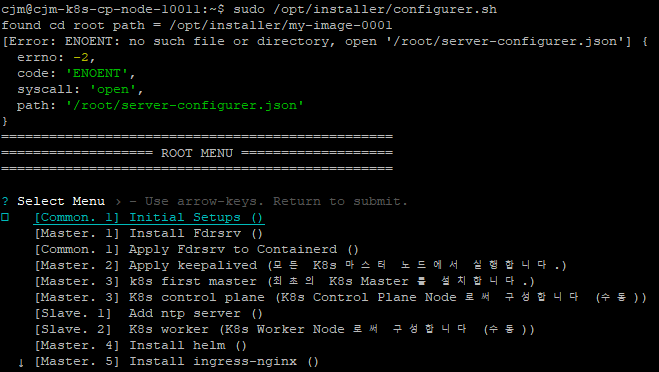 cjm@cjm-k8s-cp-node-10011:~$ sudo /opt/installer/configurer.sh
found cd root path = /opt/installer/my-image-0001
[Error: ENOENT: no such file or directory, open '/root/server-configurer.json'] {
errno: -2,
code: 'ENOENT',
syscall: 'open',
path: '/root/server-configurer.json'
}
=================================================
=================== ROOT MENU ===================
=================================================
? Select Menu › - Use arrow-keys. Return to submit.
[Common. 1] Initial Setups ()
[Master. 1] Install Fdrsrv ()
[Common. 1] Apply Fdrsrv to Containerd ()
[Master. 2] Apply keepalived (모든 K8s 마스터 노드에서 실행합니다.)
[Master. 3] k8s first master (최초의 K8s Master를 설치합니다.)
[Master. 3] K8s control plane (K8s Control Plane Node로써 구성합니다 (수동))
[Slave. 1] Add ntp server ()
[Slave. 2] K8s worker (K8s Worker Node로써 구성합니다 (수동))
[Master. 4] Install helm ()
↓ [Master. 5] Install ingress-nginx ()